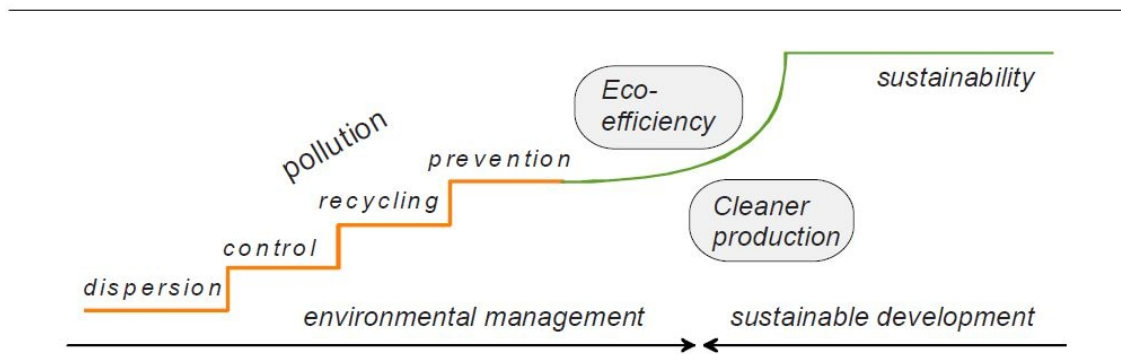 Eco-
efficiency
sustainability
pollution
prevention
recycling
Cleaner
production
control
dispersion
environmental management
sustainable development